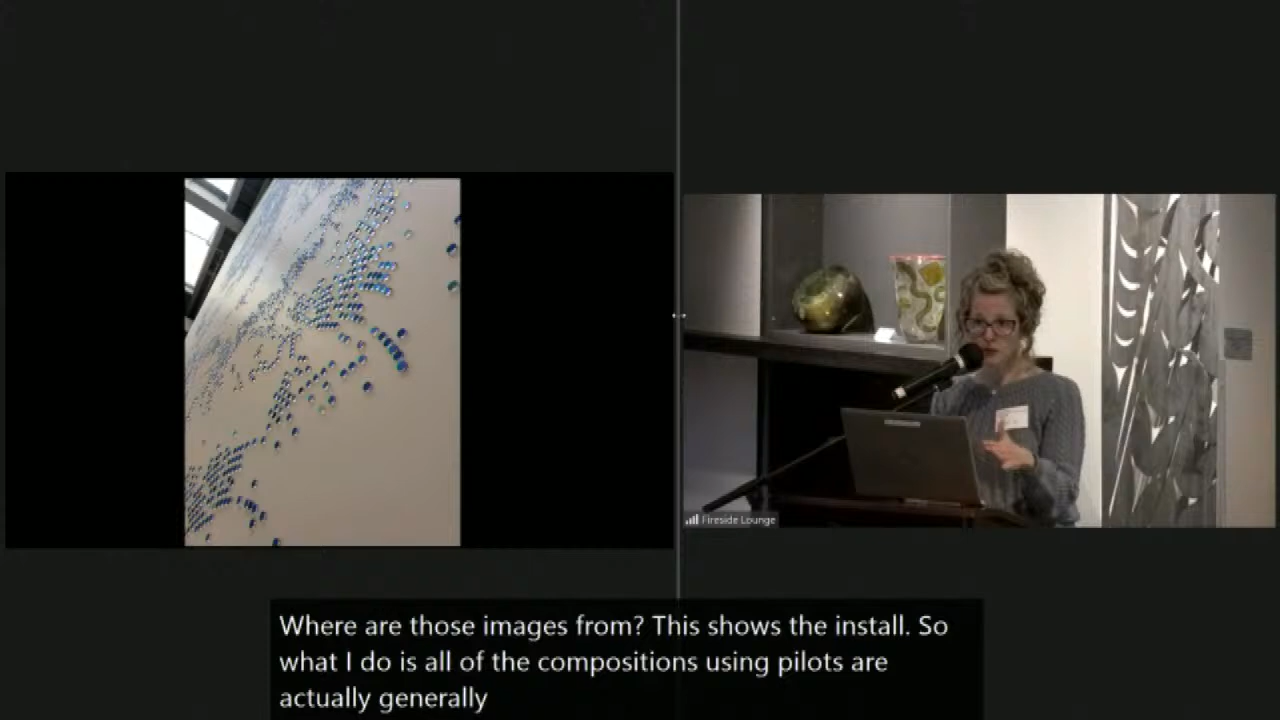 Fireside Lounge
Where are those images from? This shows the install. So
what I do is all of the compositions using pilots are
actually generally